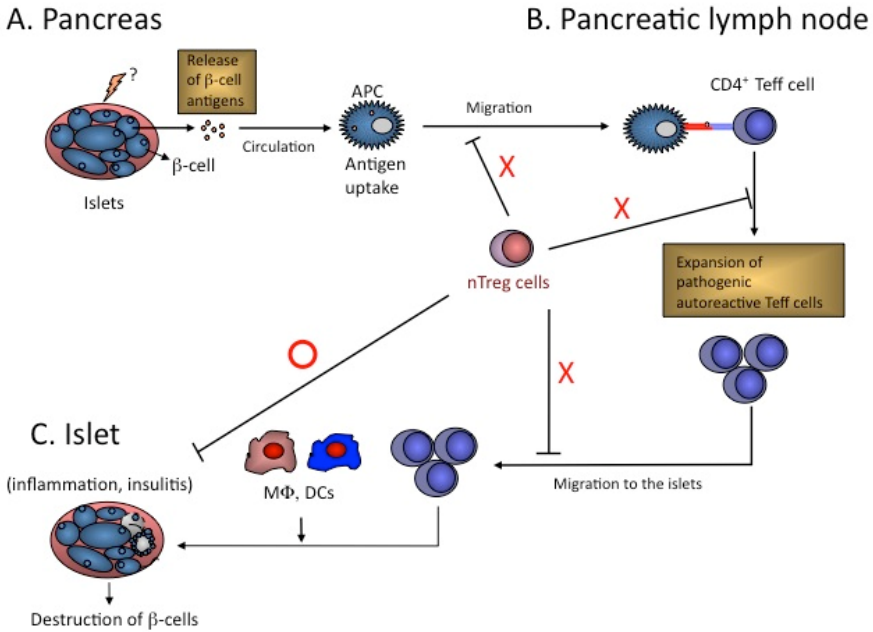 A. Pancreas
B. Pancreatic lymph node
?
Release
of β-cell
antigens
APC
Migration
CD4⁺ Teff cell
Circulation
β-cell
Antigen
uptake
Islets
X
X
nTreg cells
Expansion of
pathogenic
autoreactive Teff cells
X
C. Islet
(inflammation, insulitis)
MΦ, DCs
Migration to the islets
Destruction of β-cells